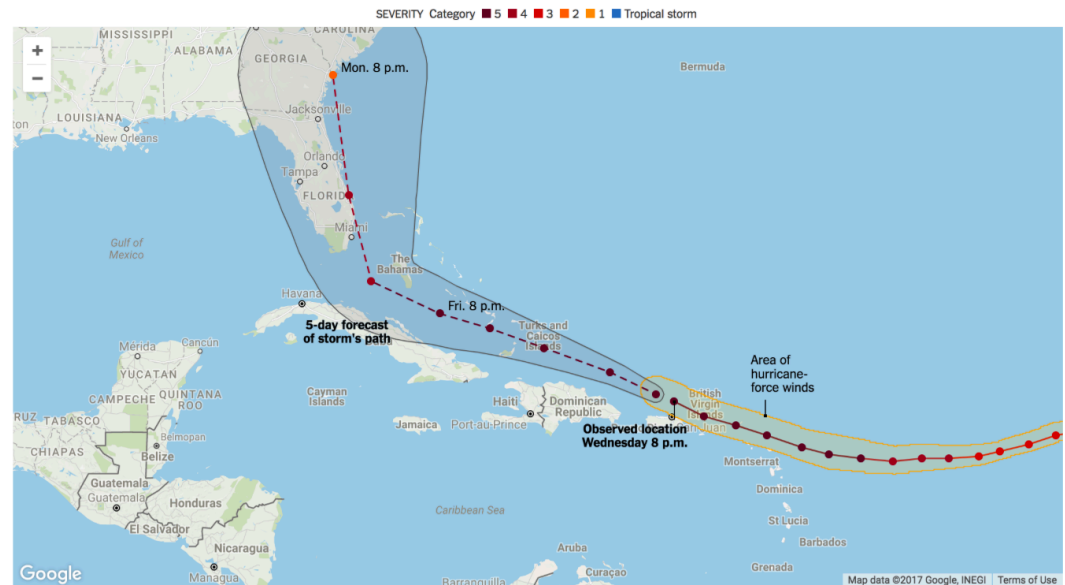 SEVERITY Category 5 4 3 2 1 Tropical storm
MISSISSIPPI
CAROLINA
ALABAMA
GEORGIA
Mon. 8 p.m.
Bermuda
+
−
LOUISIANA
Jacksonville
ton
New Orleans
Orlando
Tampa
FLORID
Miami
Gulf of
Mexico
The
Bahamas
Havana
Fri. 8 p.m.
5-day forecast
of storm's path
Turks and
Caicos
Islands
Mérida
Cancun
YUCATAN
Area of
hurricane-
force winds
CAMPECHE
QUINTANA
ROO
Cayman
Islands
Haiti
Dominican
Republic
British
Virgin
Islands
RUZ
TABASCO
Jamaica
Port-au-Prince
San Juan
Observed location
Wednesday 8 p.m.
Belmopan
CHIAPAS
Belize
Montserrat
Guatemala
Guatemala
Dominica
Honduras
Caribbean Sea
El Salvador
St Lucia
Nicaragua
Barbados
Aruba
Curaçao
Grenada
Google
Managua
Barranquilla
Map data ©2017 Google, INEGI
Terms of Use